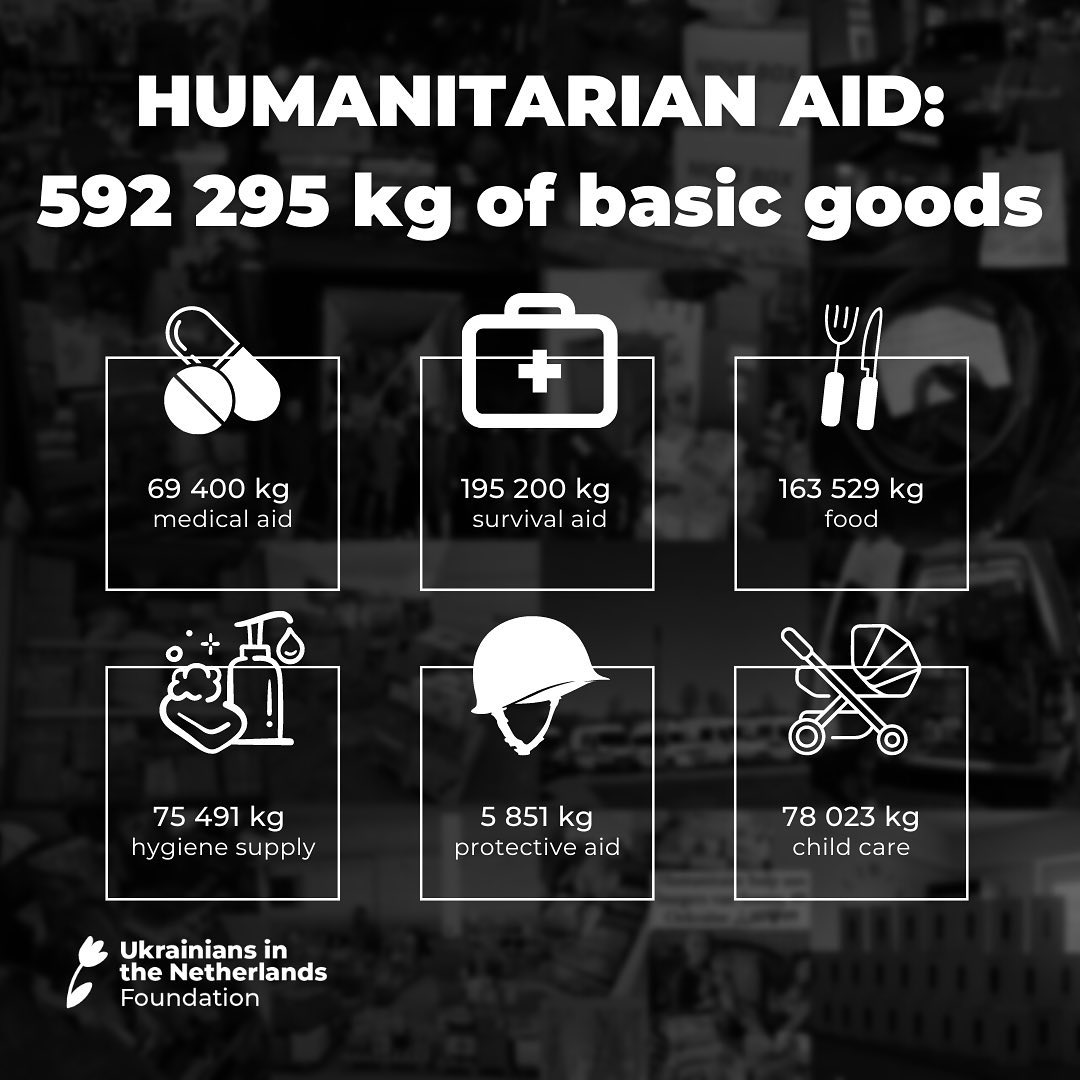 HUMANITARIAN AID:
592 295 kg of basic goods
69 400 kg
medical aid
195 200 kg
survival aid
163 529 kg
food
75 491 kg
hygiene supply
5 851 kg
protective aid
78 023 kg
child care
Ukrainians in
the Netherlands
Foundation